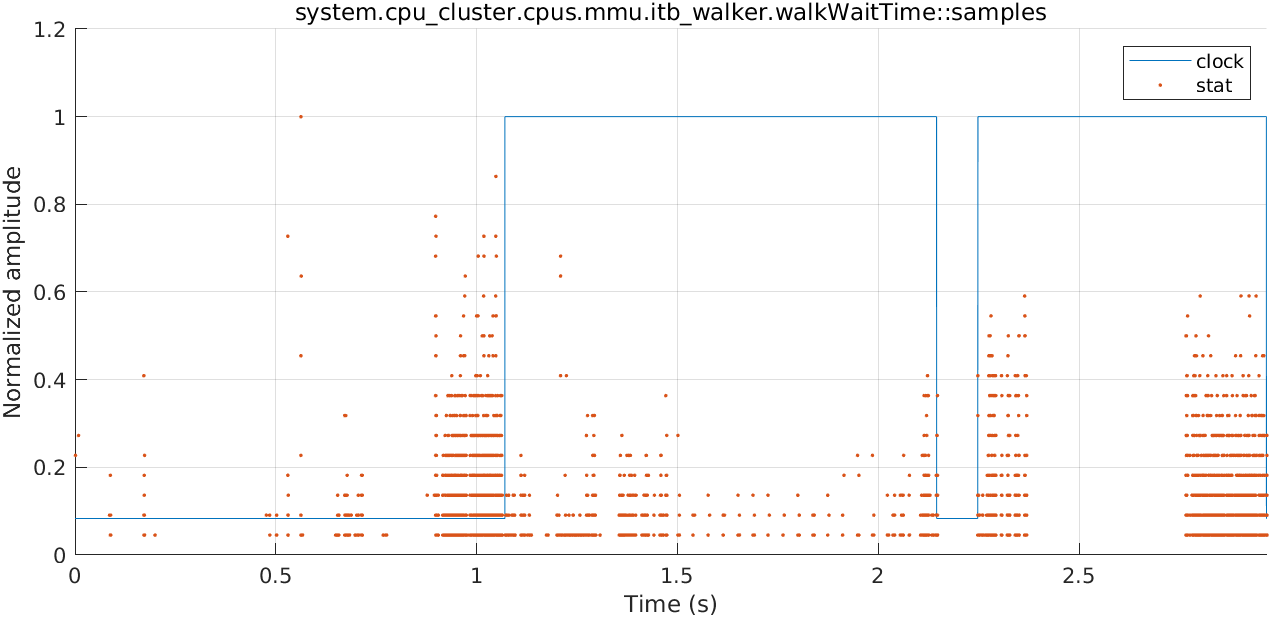 system.cpu_cluster.cpus.mmu.itb_walker.walkWaitTime::samples
1.2
1
0.8
0.6
0.4
0.2
0
Normalized amplitude
clock
stat
0 0.5 1 1.5 2 2.5
Time (s)